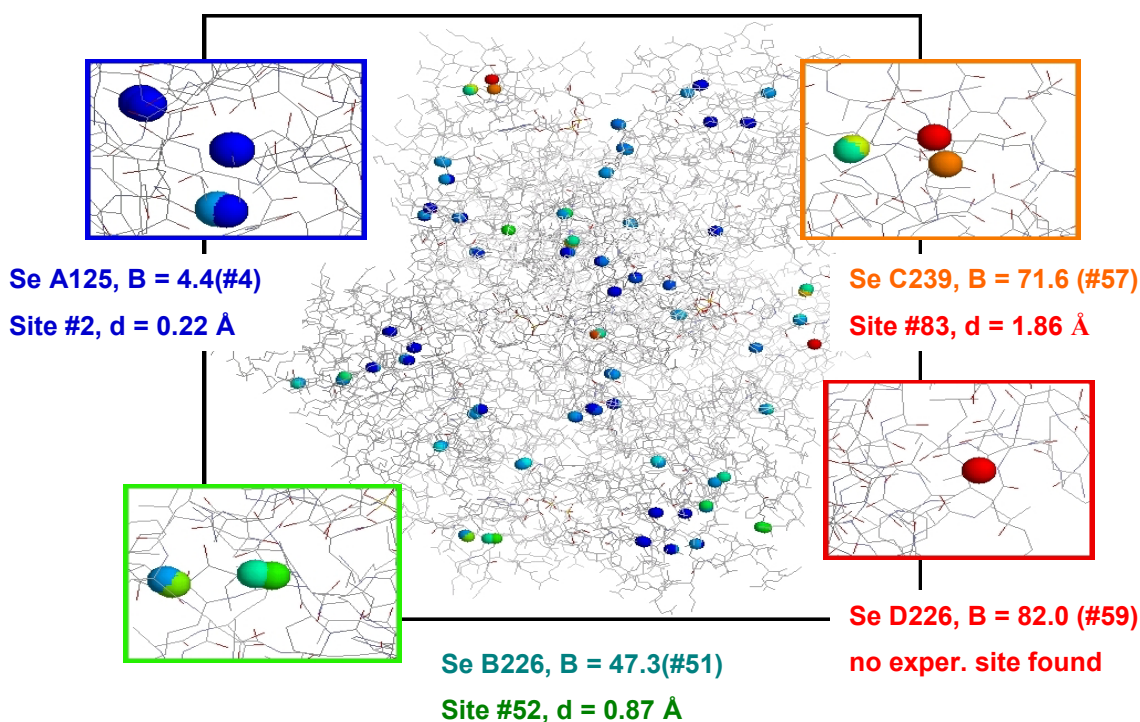 Se A125, B = 4.4(#4)
Site #2, d = 0.22 Å
Se C239, B = 71.6 (#57)
Site #83, d = 1.86 Å
Se B226, B = 47.3(#51)
Site #52, d = 0.87 Å
Se D226, B = 82.0 (#59)
no exper. site found